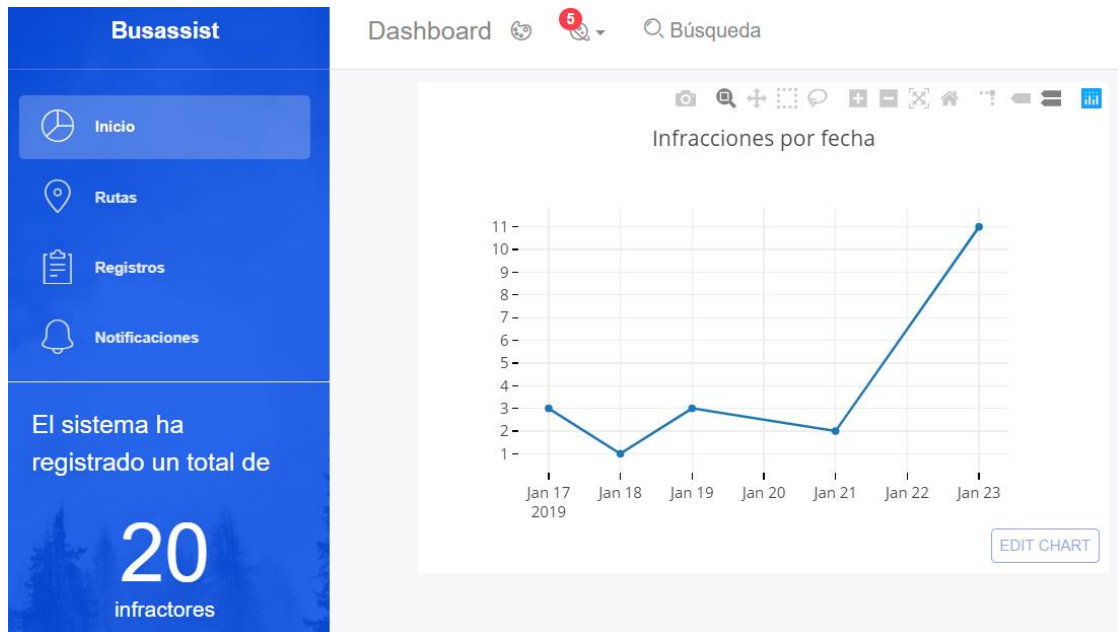 Busassist
Dashboard
5
Búsqueda
Inicio
Rutas
Registros
Notificaciones
El sistema ha
registrado un total de
20
infractores
Infracciones por fecha
11
10
9
8
7
6
5
4
3
2
1
Jan 17 Jan 18 Jan 19 Jan 20 Jan 21 Jan 22 Jan 23
2019
EDIT CHART